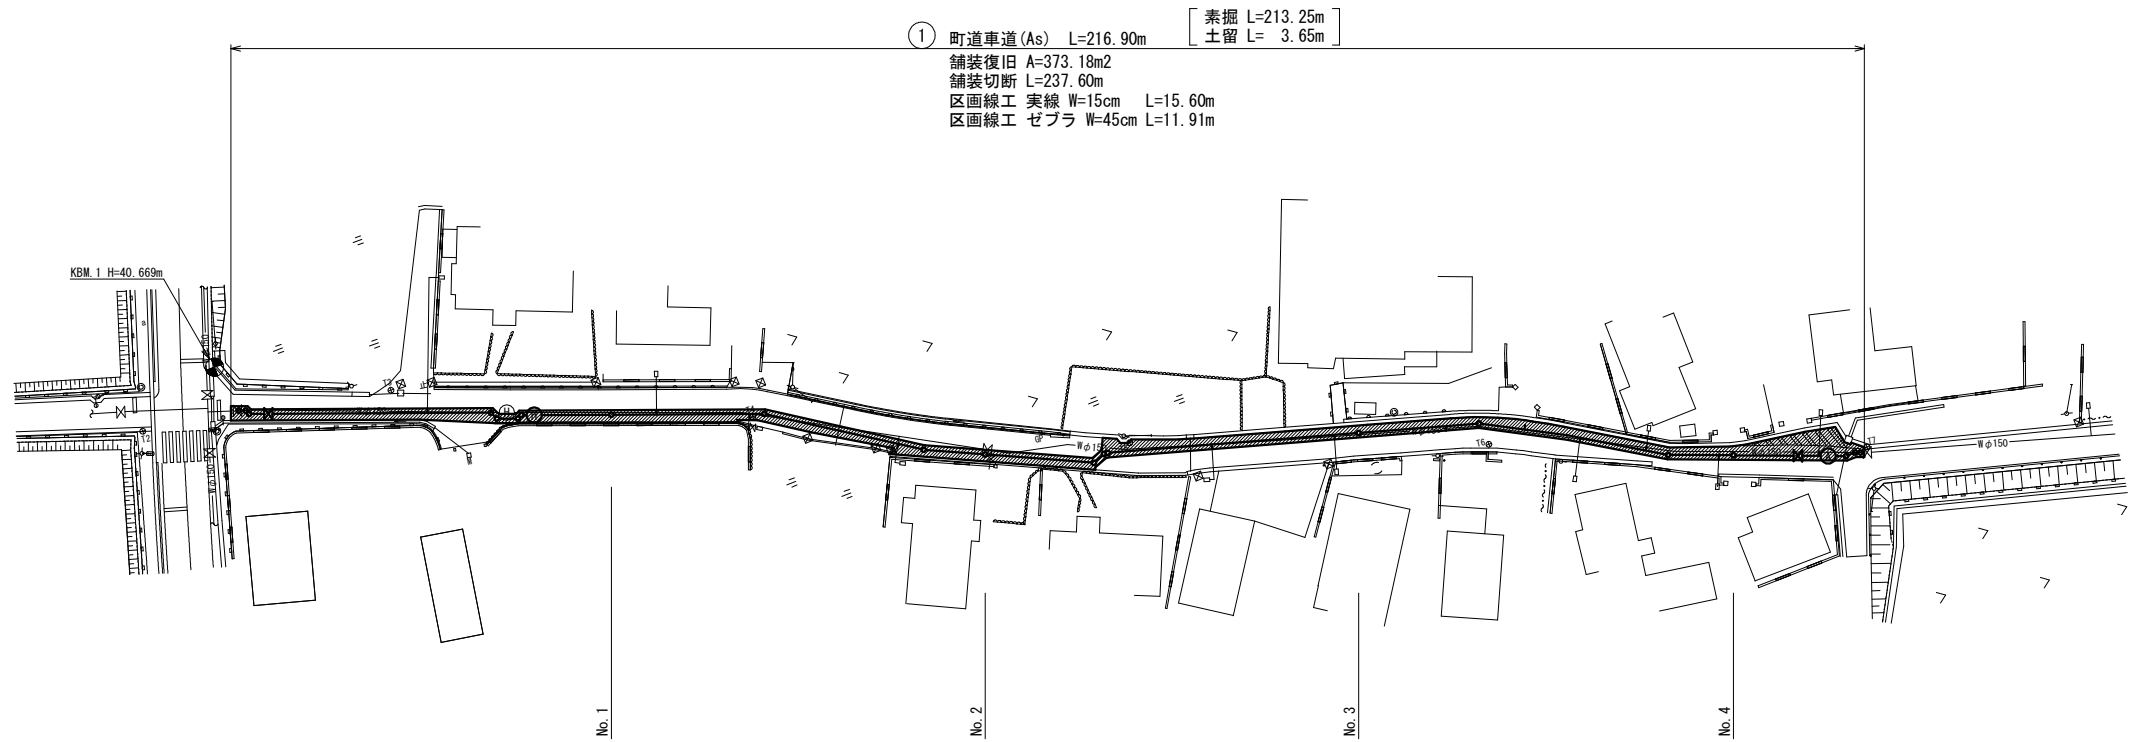 素掘 L=213.25m
土留 L= 3.65m
① 町道車道(As) L=216.90m
舗装復旧 A=373.18m2
舗装切断 L=237.60m
区画線工 実線 W=15cm L=15.60m
区画線工 ゼブラ W=45cm L=11.91m
KBM.1 H=40.669m
Wφ150
T6
T7
T2
No.1
No.2
No.3
No.4